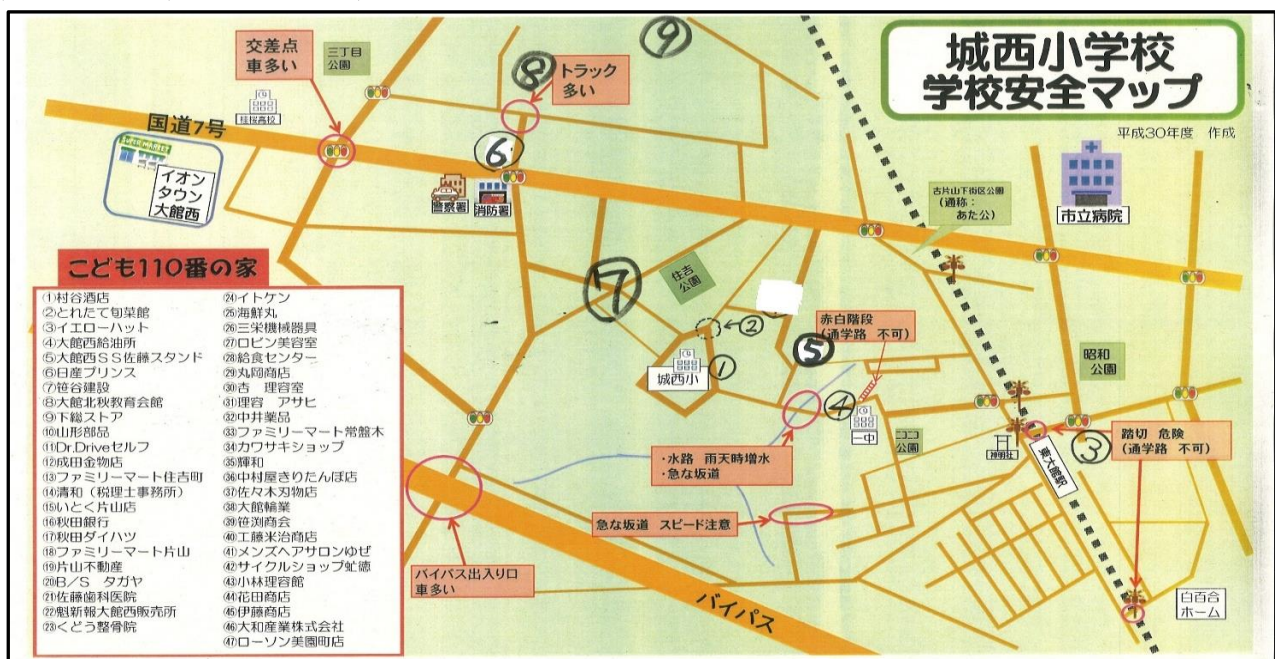 城西小学校
学校安全マップ
平成30年度 作成
⑨
⑧
トラック
多い
交差点
車多い
三丁目
公園
桂桜高校
国道7号
イオン
タウン
大館西
⑥
警察署
消防署
古片山下街区公園
(通称：
あた公)
市立病院
住吉
公園
⑦
②
①
城西小
⑤
赤白階段
(通学路 不可)
④
一中
ニコニコ
公園
神明社
昭和
公園
東大館駅
③
踏切 危険
(通学路 不可)
・水路 雨天時増水
・急な坂道
急な坂道 スピード注意
バイパス出入り口
車多い
バイパス
白百合
ホーム
こども110番の家
①村谷酒店
②とれたて旬菜館
③イエローハット
④大館西給油所
⑤大館西SS佐藤スタンド
⑥日産プリンス
⑦笹谷建設
⑧大館北秋教育会館
⑨下総ストア
⑩山形部品
⑪Dr.Driveセルフ
⑫成田金物店
⑬ファミリーマート住吉町
⑭清和（税理士事務所）
⑮いとく片山店
⑯秋田銀行
⑰秋田ダイハツ
⑱ファミリーマート片山
⑲片山不動産
⑳B／S タガヤ
㉑佐藤歯科医院
㉒魁新報大館西販売所
㉓くどう整骨院
㉔イトケン
㉕海鮮丸
㉖三栄機械器具
㉗ロビン美容室
㉘給食センター
㉙丸岡商店
㉚杏 理容室
㉛理容 アサヒ
㉜中井薬品
㉝ファミリーマート常盤木
㉞カワサキショップ
㉟輝和
㊱中村屋きりたんぽ店
㊲佐々木刃物店
㊳大館輪業
㊴笹渕商会
㊵工藤米治商店
㊶メンズヘアサロンゆぜ
㊷サイクルショップ虻徳
㊸小林理容館
㊹花田商店
㊺伊藤商店
㊻大和産業株式会社
㊼ローソン美園町店